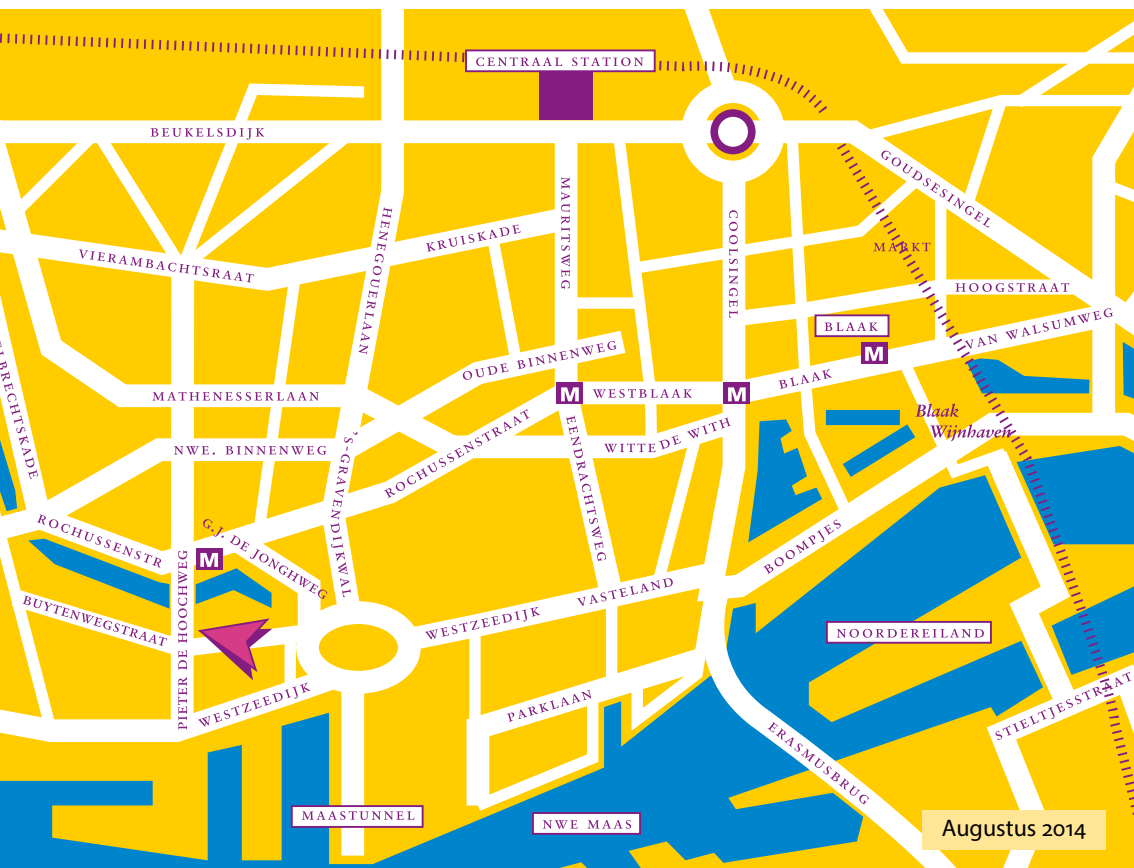 CENTRAAL STATION
BEUKELSDIJK
GOUDSESINGEL
MAURITSWEG
HENEGOUERLAAN
COOLSINGEL
KRUISKADE
MARKT
VIERAMBACHTSRAAT
HOOGSTRAAT
BLAAK
VAN WALSUMWEG
M
OUDE BINNENWEG
BLAAK
M
WESTBLAAK
M
MATHENESSERLAAN
Blaak
Wijnhaven
LBRECHTSKADE
ROCHUSSENSTRAAT
EENDRACHTSWEG
WITTE DE WITH
NWE. BINNENWEG
'S-GRAVENDIJKWAL
ROCHUSSENSTR
G.J. DE JONGHWEG
M
BOOMPJES
PIETER DE HOOCHWEG
BUYTENWEGSTRAAT
WESTZEEDIJK
VASTELAND
NOORDEREILAND
WESTZEEDIJK
PARKLAAN
STIELTJESSTRAAT
ERASMUSBRUG
MAASTUNNEL
NWE MAAS
Augustus 2014